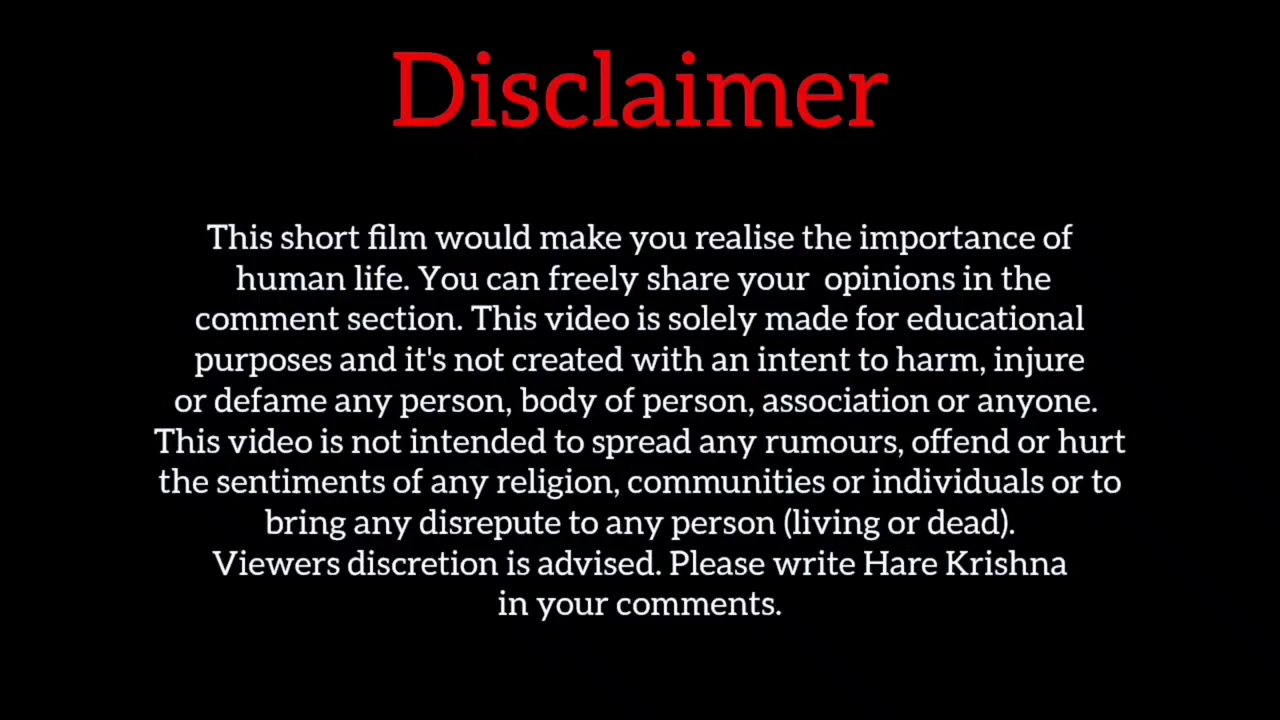 Disclaimer
This short film would make you realise the importance of
human life. You can freely share your  opinions in the
comment section. This video is solely made for educational
purposes and it's not created with an intent to harm, injure
or defame any person, body of person, association or anyone.
This video is not intended to spread any rumours, offend or hurt
the sentiments of any religion, communities or individuals or to
bring any disrepute to any person (living or dead).
Viewers discretion is advised. Please write Hare Krishna
in your comments.